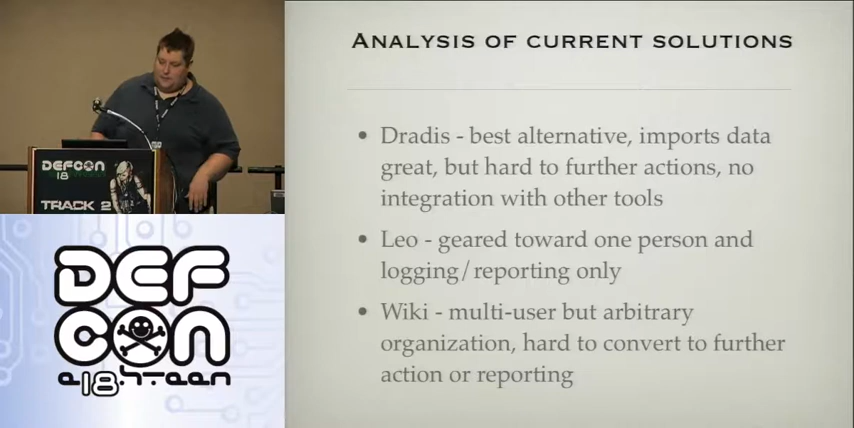 DEFCON
18
TRACK 2
DEF
CON
e18hteen
ANALYSIS OF CURRENT SOLUTIONS
• Dradis - best alternative, imports data
great, but hard to further actions, no
integration with other tools
• Leo - geared toward one person and
logging/reporting only
• Wiki - multi-user but arbitrary
organization, hard to convert to further
action or reporting